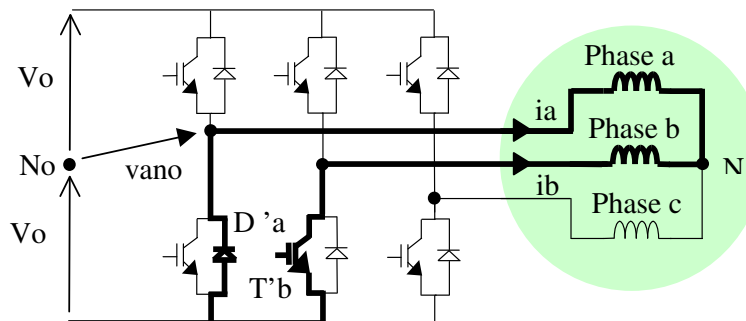 Vo
No
vano
Vo
D'a
T'b
ia
ib
Phase a
Phase b
Phase c
N